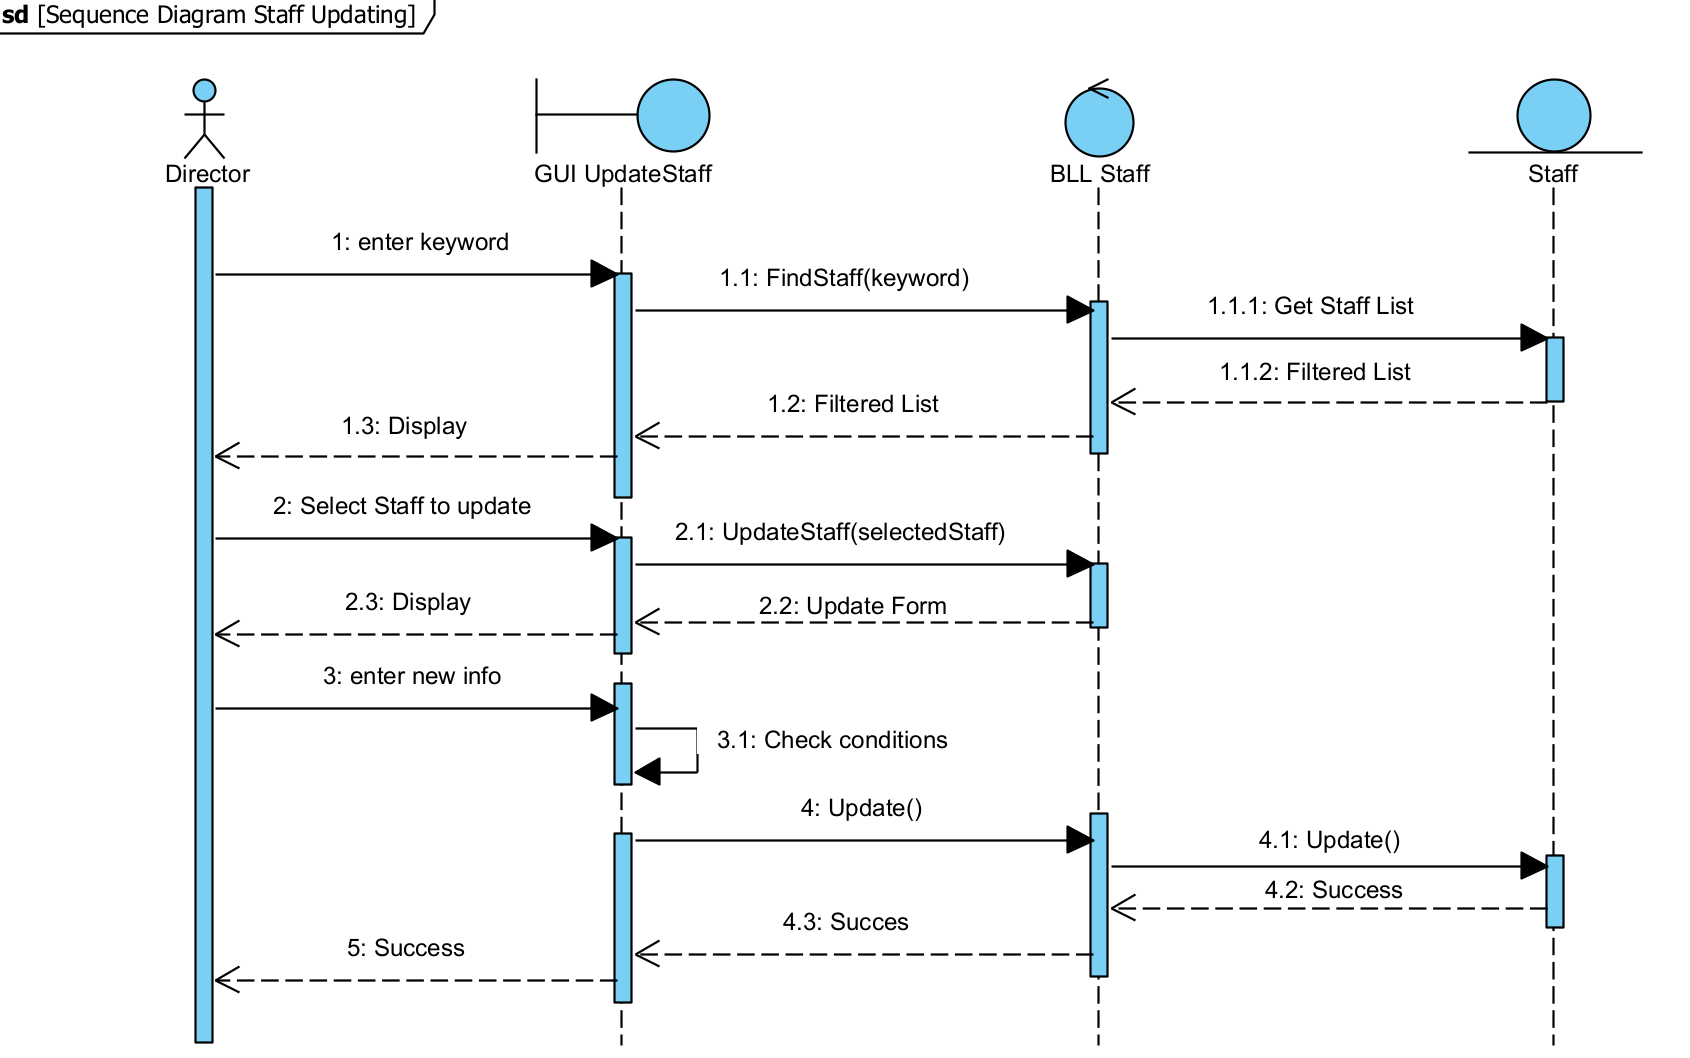 sd [Sequence Diagram Staff Updating]
Director
GUI UpdateStaff
BLL Staff
Staff
1: enter keyword
1.1: FindStaff(keyword)
1.1.1: Get Staff List
1.1.2: Filtered List
1.2: Filtered List
1.3: Display
2: Select Staff to update
2.1: UpdateStaff(selectedStaff)
2.2: Update Form
2.3: Display
3: enter new info
3.1: Check conditions
4: Update()
4.1: Update()
4.2: Success
4.3: Succes
5: Success